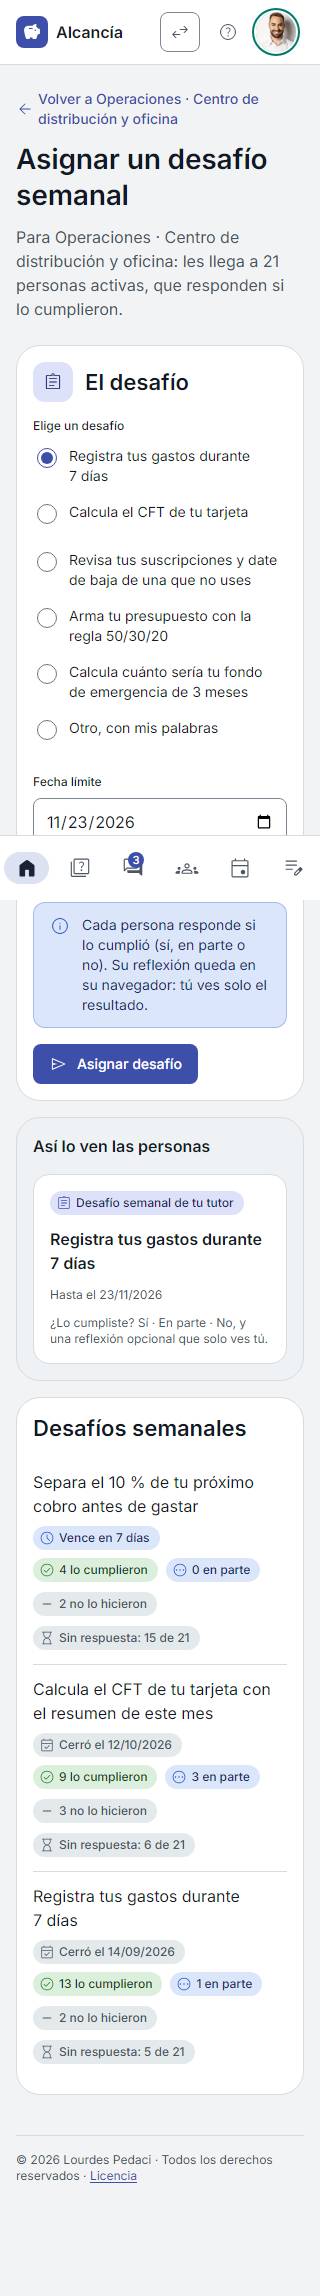 Alcancía
Volver a Operaciones · Centro de
distribución y oficina
Asignar un desafío
semanal
Para Operaciones · Centro de
distribución y oficina: les llega a 21
personas activas, que responden si
lo cumplieron.
El desafío
Elige un desafío
Registra tus gastos durante
7 días
Calcula el CFT de tu tarjeta
Revisa tus suscripciones y date
de baja de una que no uses
Arma tu presupuesto con la
regla 50/30/20
Calcula cuánto sería tu fondo
de emergencia de 3 meses
Otro, con mis palabras
Fecha límite
11/23/2026
3
Cada persona responde si
lo cumplió (sí, en parte o
no). Su reflexión queda en
su navegador: tú ves solo el
resultado.
Asignar desafío
Así lo ven las personas
Desafío semanal de tu tutor
Registra tus gastos durante
7 días
Hasta el 23/11/2026
¿Lo cumpliste? Sí · En parte · No, y
una reflexión opcional que solo ves tú.
Desafíos semanales
Separa el 10 % de tu próximo
cobro antes de gastar
Vence en 7 días
4 lo cumplieron 0 en parte
2 no lo hicieron
Sin respuesta: 15 de 21
Calcula el CFT de tu tarjeta con
el resumen de este mes
Cerró el 12/10/2026
9 lo cumplieron 3 en parte
3 no lo hicieron
Sin respuesta: 6 de 21
Registra tus gastos durante
7 días
Cerró el 14/09/2026
13 lo cumplieron 1 en parte
2 no lo hicieron
Sin respuesta: 5 de 21
© 2026 Lourdes Pedaci · Todos los derechos
reservados · Licencia